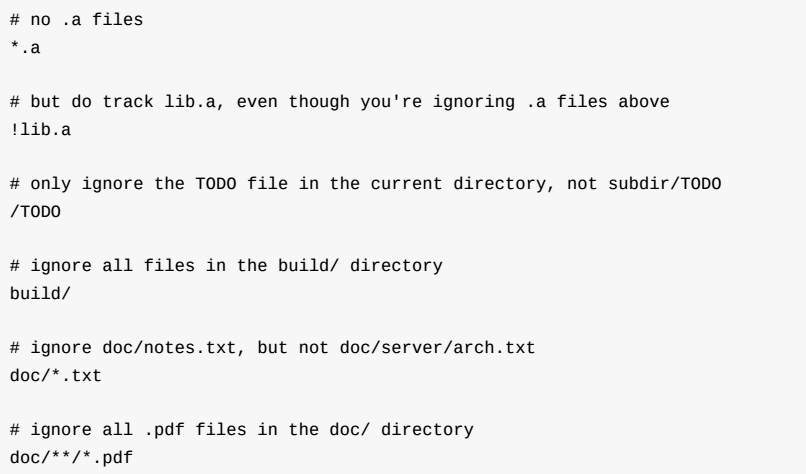 # no .a files
*.a
# but do track lib.a, even though you're ignoring .a files above
!lib.a
# only ignore the TODO file in the current directory, not subdir/TODO
/TODO
# ignore all files in the build/ directory
build/
# ignore doc/notes.txt, but not doc/server/arch.txt
doc/*.txt
# ignore all .pdf files in the doc/ directory
doc/**/*.pdf